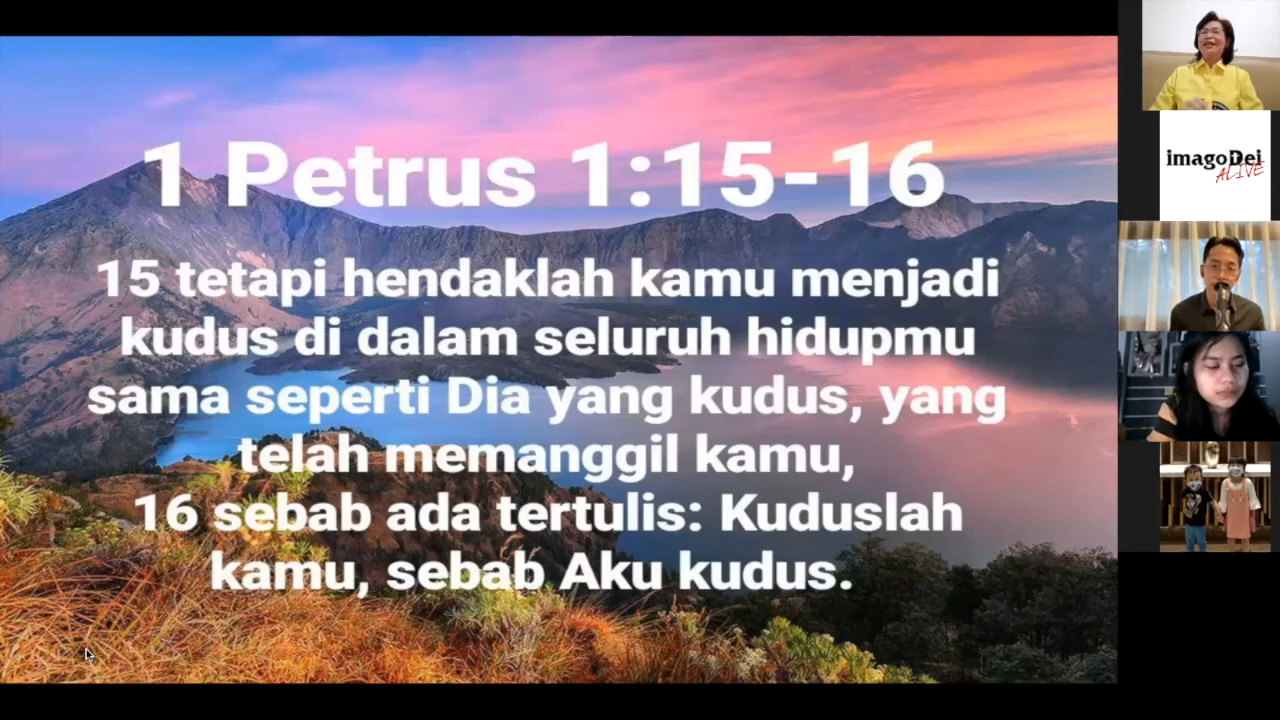 1 Petrus 1:15-16
15 tetapi hendaklah kamu menjadi
kudus di dalam seluruh hidupmu
sama seperti Dia yang kudus, yang
telah memanggil kamu,
16 sebab ada tertulis: Kuduslah
kamu, sebab Aku kudus.
imagoDei
ALIVE